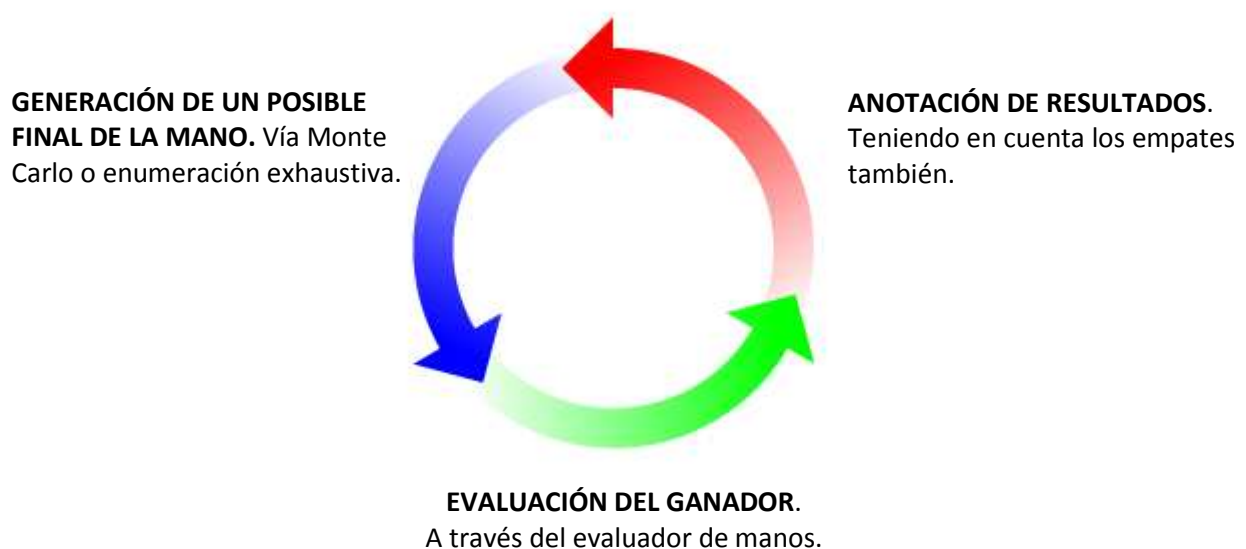 GENERACIÓN DE UN POSIBLE
FINAL DE LA MANO. Vía Monte
Carlo o enumeración exhaustiva.
ANOTACIÓN DE RESULTADOS.
Teniendo en cuenta los empates
también.
EVALUACIÓN DEL GANADOR.
A través del evaluador de manos.